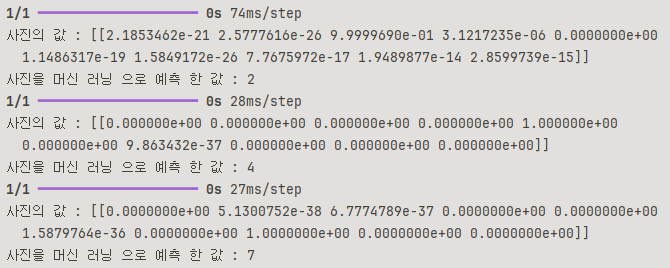 1/1 ━━━━━━━━━━━━━━━━━━━━ 0s 74ms/step
사진의 값 : [[2.1853462e-21 2.5777616e-26 9.9999690e-01 3.1217235e-06 0.0000000e+00
1.1486317e-19 1.5849172e-26 7.7675972e-17 1.9489877e-14 2.8599739e-15]]
사진을 머신 러닝 으로 예측 한 값 : 2
1/1 ━━━━━━━━━━━━━━━━━━━━ 0s 28ms/step
사진의 값 : [[0.000000e+00 0.000000e+00 0.000000e+00 0.000000e+00 1.000000e+00
0.000000e+00 9.863432e-37 0.000000e+00 0.000000e+00 0.000000e+00]]
사진을 머신 러닝 으로 예측 한 값 : 4
1/1 ━━━━━━━━━━━━━━━━━━━━ 0s 27ms/step
사진의 값 : [[0.0000000e+00 5.1300752e-38 6.7774789e-37 0.0000000e+00 0.0000000e+00
1.5879764e-36 0.0000000e+00 1.0000000e+00 0.0000000e+00 0.0000000e+00]]
사진을 머신 러닝 으로 예측 한 값 : 7